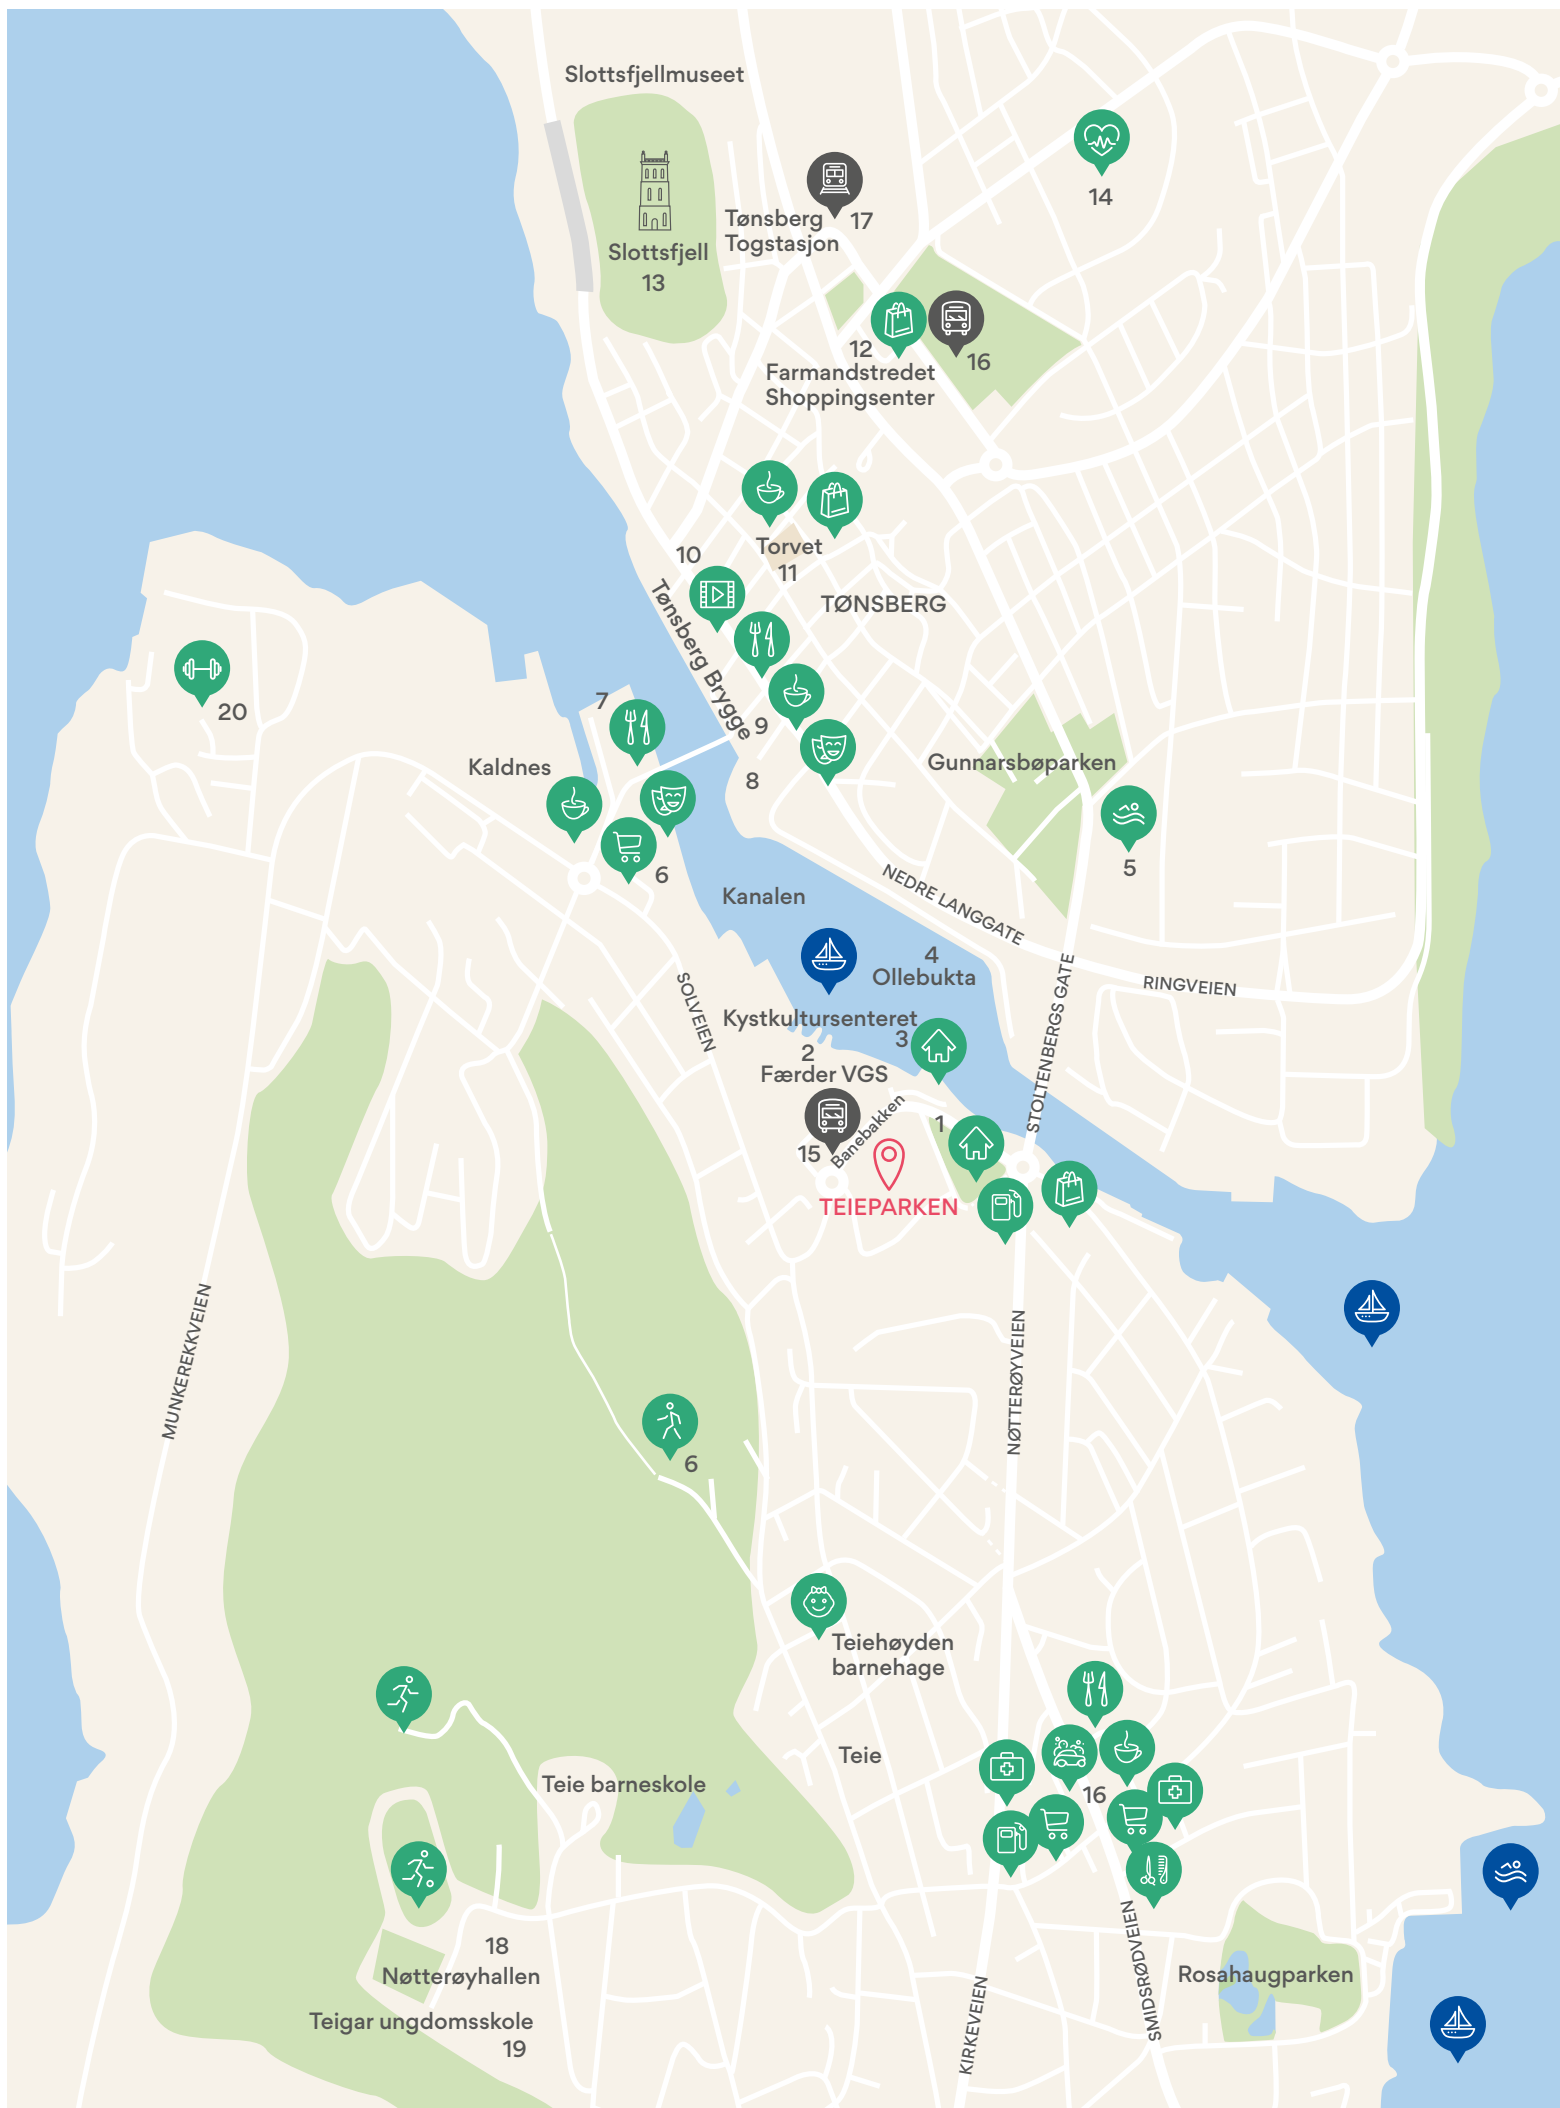 Slottsfjellmuseet
14
Tønsberg
Togstasjon
17
Slottsfjell
13
12
16
Farmandstredet
Shoppingsenter
10
Torvet
11
TØNSBERG
Tønsberg Brygge
20
7
9
Kaldnes
8
Gunnarsbøparken
5
6
Kanalen
NEDRE LANGGATE
4
Ollebukta
RINGVEIEN
SOLVEIEN
STOLTENBERGS GATE
Kystkultursenteret
3
2
Færder VGS
Banebakken
1
15
TEIEPARKEN
MUNKEREKKVEIEN
NØTTERØYVEIEN
6
Teiehøyden
barnehage
Teie
Teie barneskole
16
SMIDSRØDVEIEN
18
Nøtterøyhallen
Rosahaugparken
KIRKEVEIEN
Teigar ungdomsskole
19